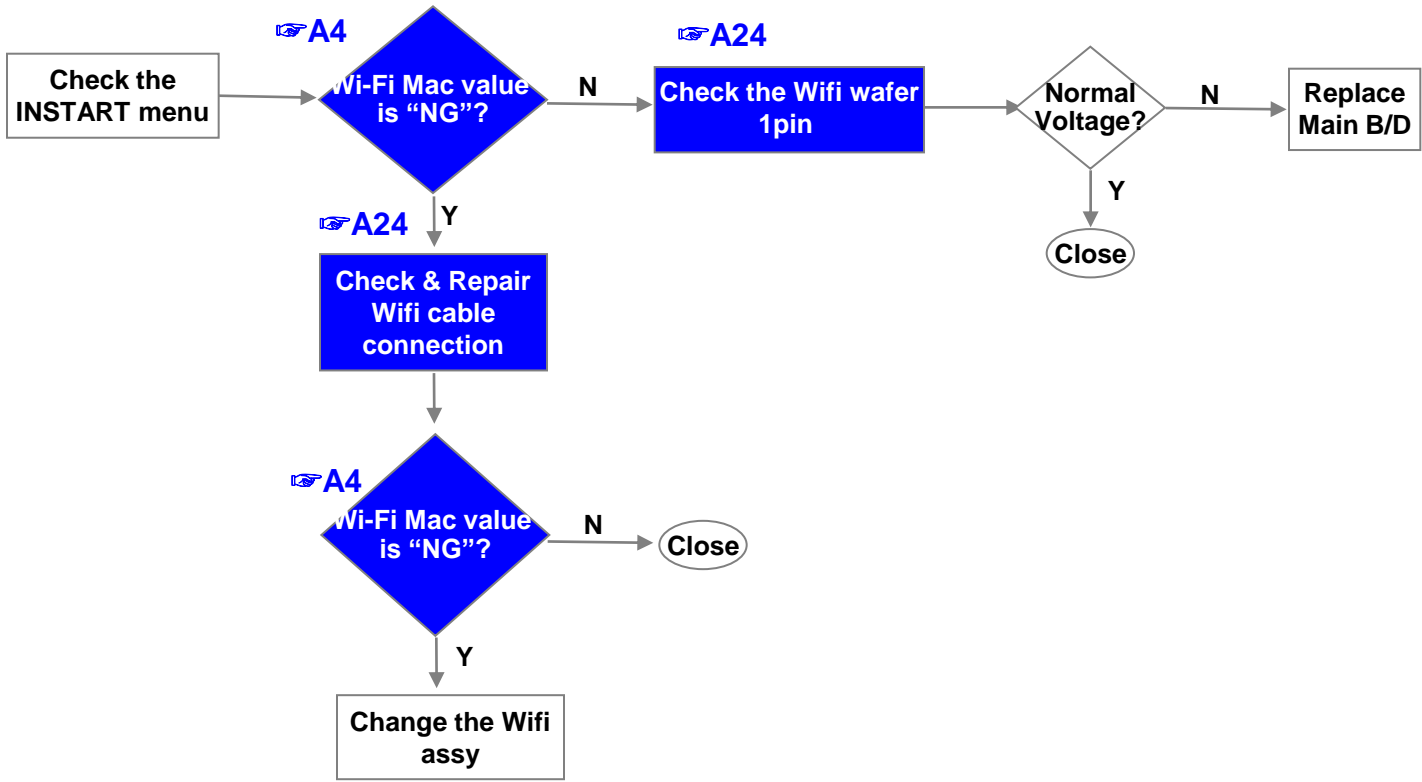 ☞A4
☞A24
Check the
INSTART menu
Wi-Fi Mac value
is “NG”?
N
Check the Wifi wafer
1pin
Normal
Voltage?
N
Replace
Main B/D
Y
Close
☞A24
Y
Check & Repair
Wifi cable
connection
☞A4
Wi-Fi Mac value
is “NG”?
N
Close
Y
Change the Wifi
assy